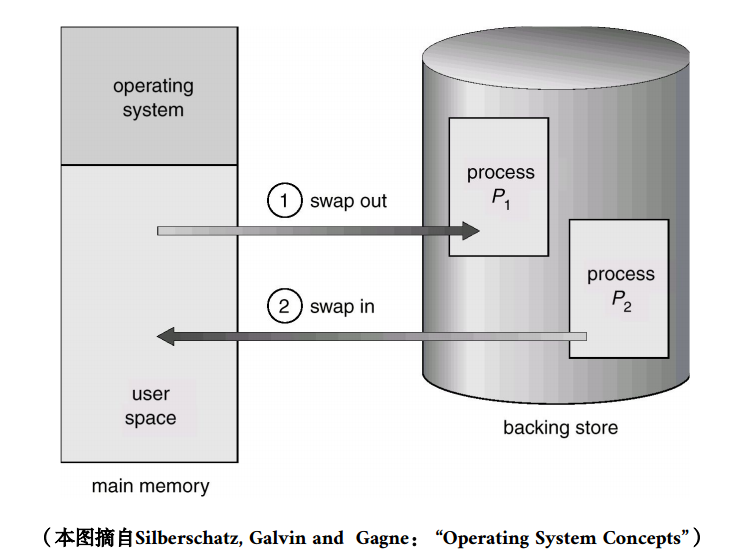 operating
system
process
P1
1 swap out
process
P2
2 swap in
user
space
backing store
main memory
（本图摘自Silberschatz, Galvin and Gagne：“Operating System Concepts”）